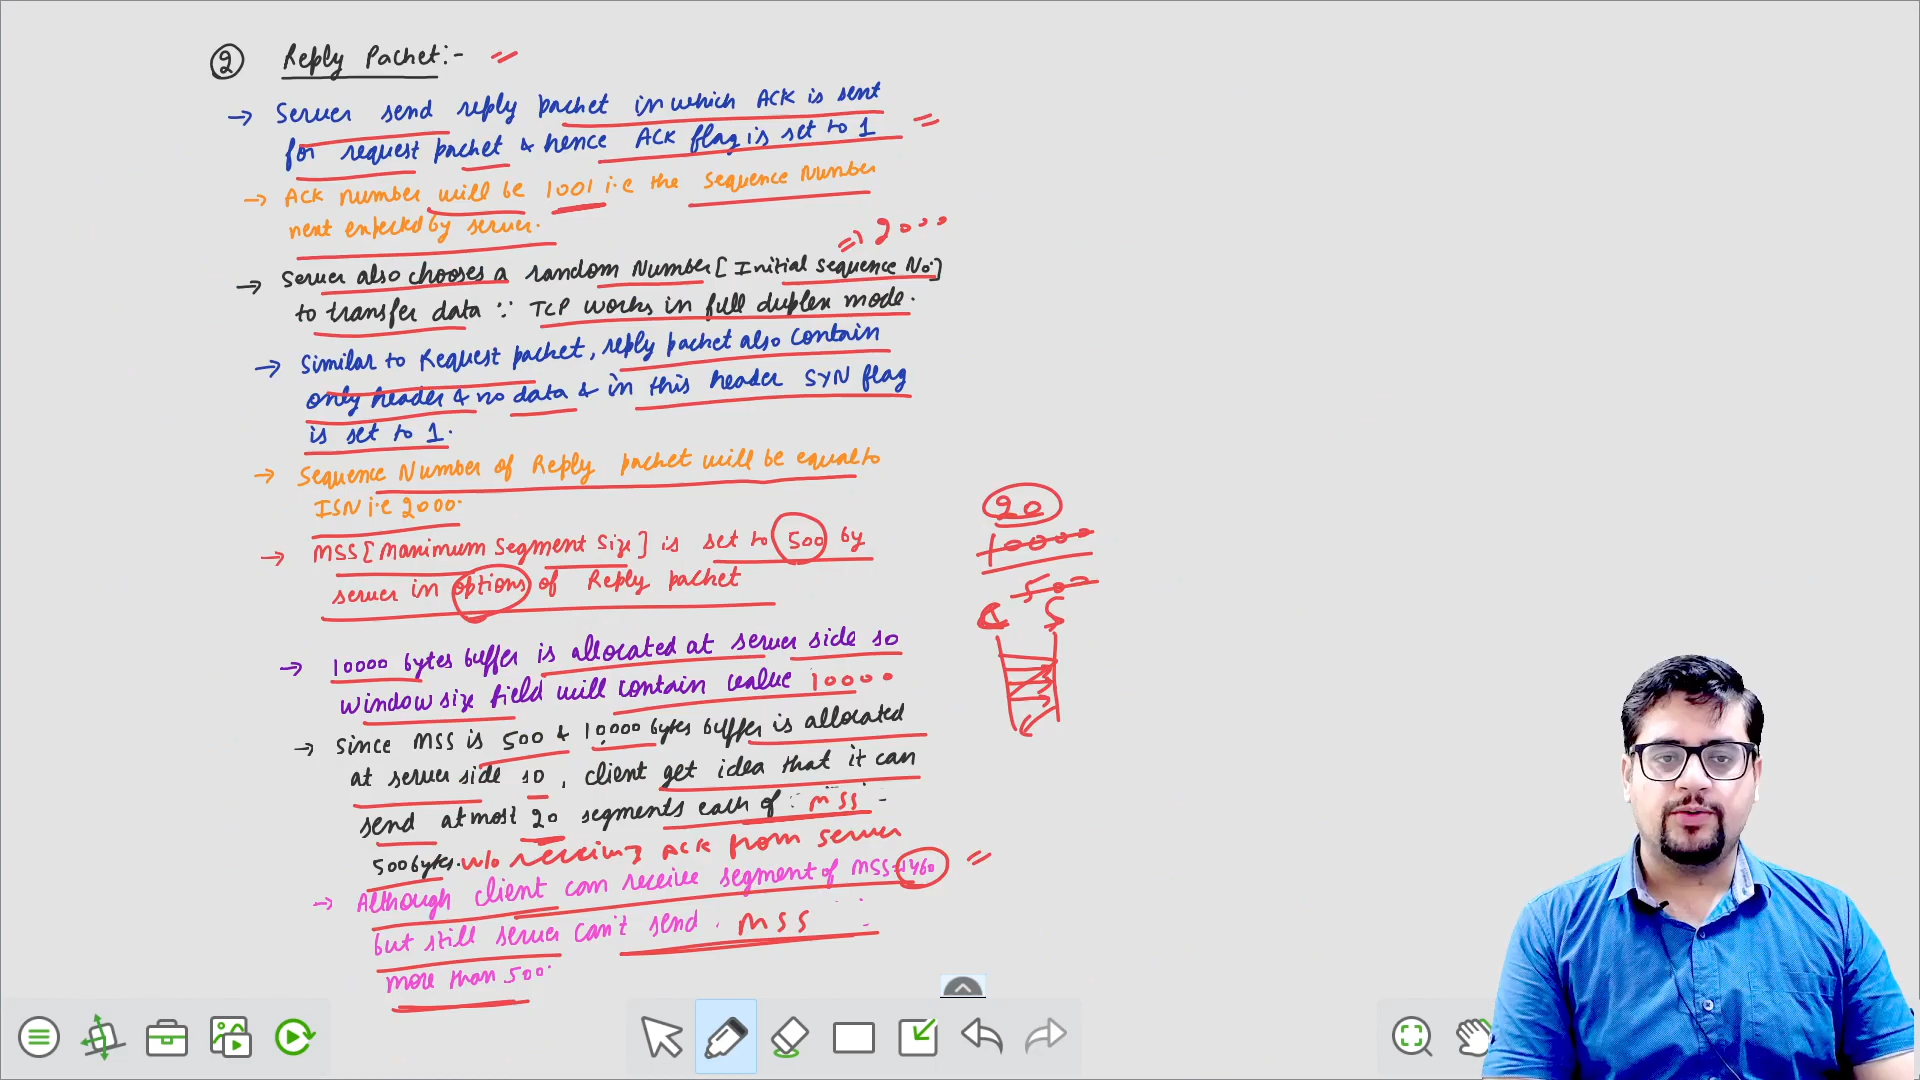 2 Reply Packet:-
→ Server send reply packet in which ACK is sent
for request packet & hence ACK flag is set to 1
→ ACK number will be 1001 i.e the sequence Number
next expected by server.
=> 2000
→ Server also chooses a random Number [Initial sequence No.]
to transfer data ∵ TCP works in full duplex mode.
→ Similar to Request packet, reply packet also contain
only header & no data & in this header SYN flag
is set to 1.
→ Sequence Number of Reply packet will be equal to
ISN i.e 2000.
→ MSS [Maximum Segment Size] is set to 500 by
server in options of Reply packet
20
10000
500
C S
→ 10000 bytes buffer is allocated at server side so
window size field will contain value 10000
→ Since MSS is 500 & 10,000 bytes buffer is allocated
at server side so, client get idea that it can
send atmost 20 segments each of MSS
500 bytes. w/o receiving ACK from server
→ Although client can receive segment of MSS 1460
but still server can't send MSS
more than 500.